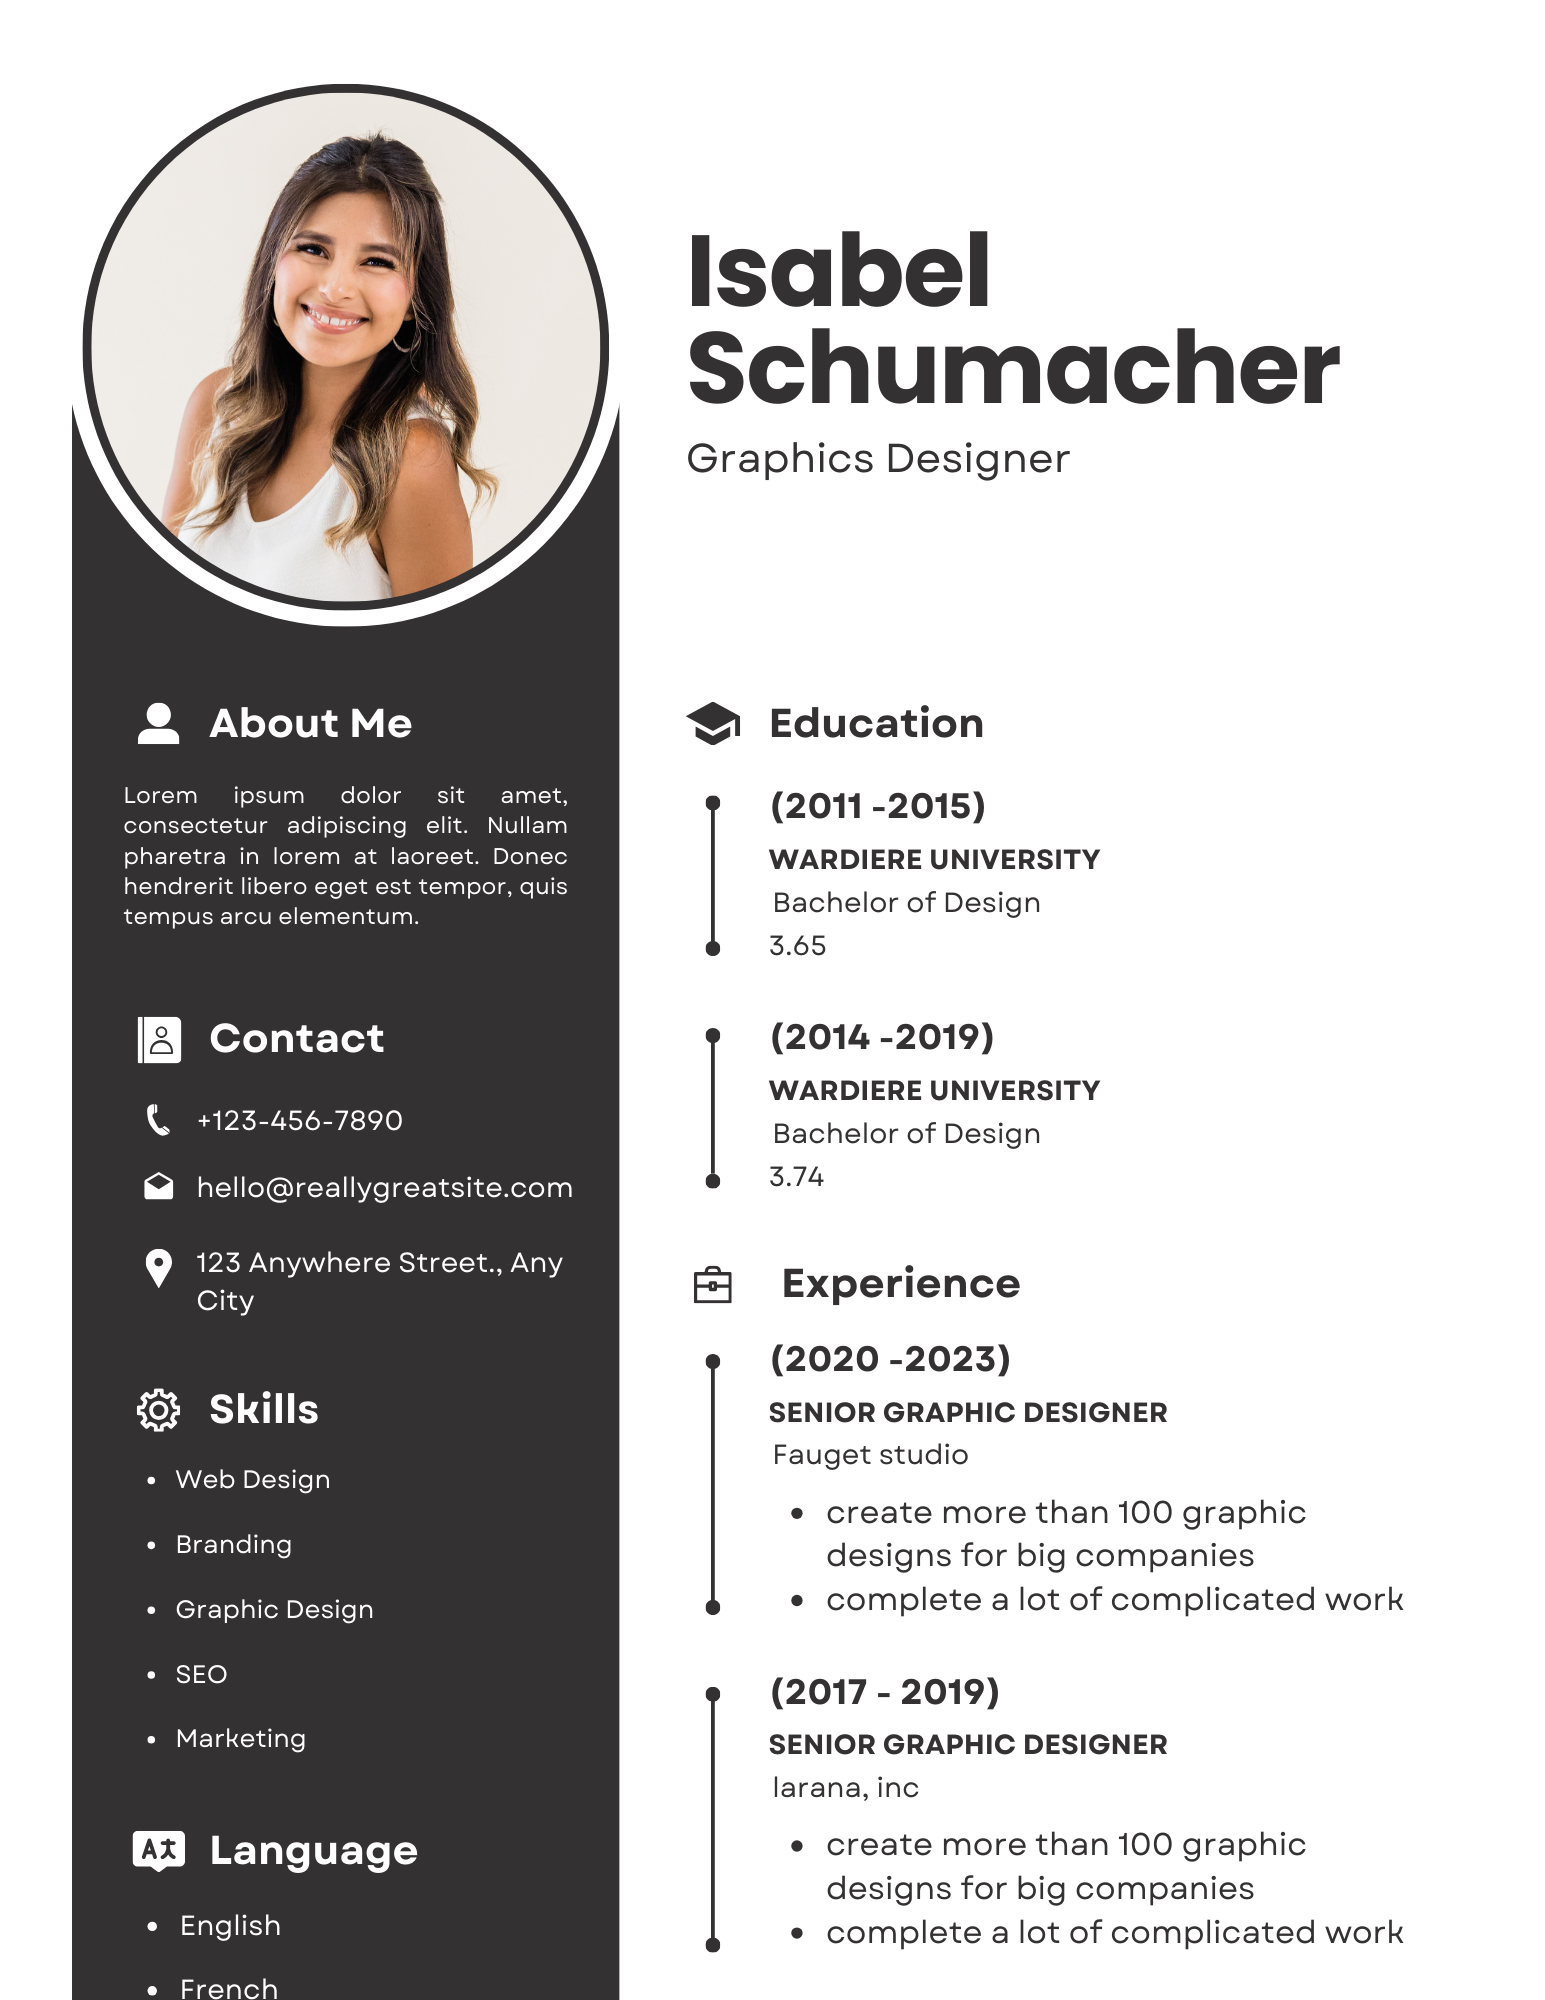 Isabel
Schumacher
Graphics Designer
About Me
Lorem ipsum dolor sit amet,
consectetur adipiscing elit. Nullam
pharetra in lorem at laoreet. Donec
hendrerit libero eget est tempor, quis
tempus arcu elementum.
Contact
+123-456-7890
hello@reallygreatsite.com
123 Anywhere Street., Any
City
Skills
• Web Design
• Branding
• Graphic Design
• SEO
• Marketing
Language
• English
• French
Education
(2011 -2015)
WARDIERE UNIVERSITY
Bachelor of Design
3.65
(2014 -2019)
WARDIERE UNIVERSITY
Bachelor of Design
3.74
Experience
(2020 -2023)
SENIOR GRAPHIC DESIGNER
Fauget studio
• create more than 100 graphic
designs for big companies
• complete a lot of complicated work
(2017 - 2019)
SENIOR GRAPHIC DESIGNER
larana, inc
• create more than 100 graphic
designs for big companies
• complete a lot of complicated work